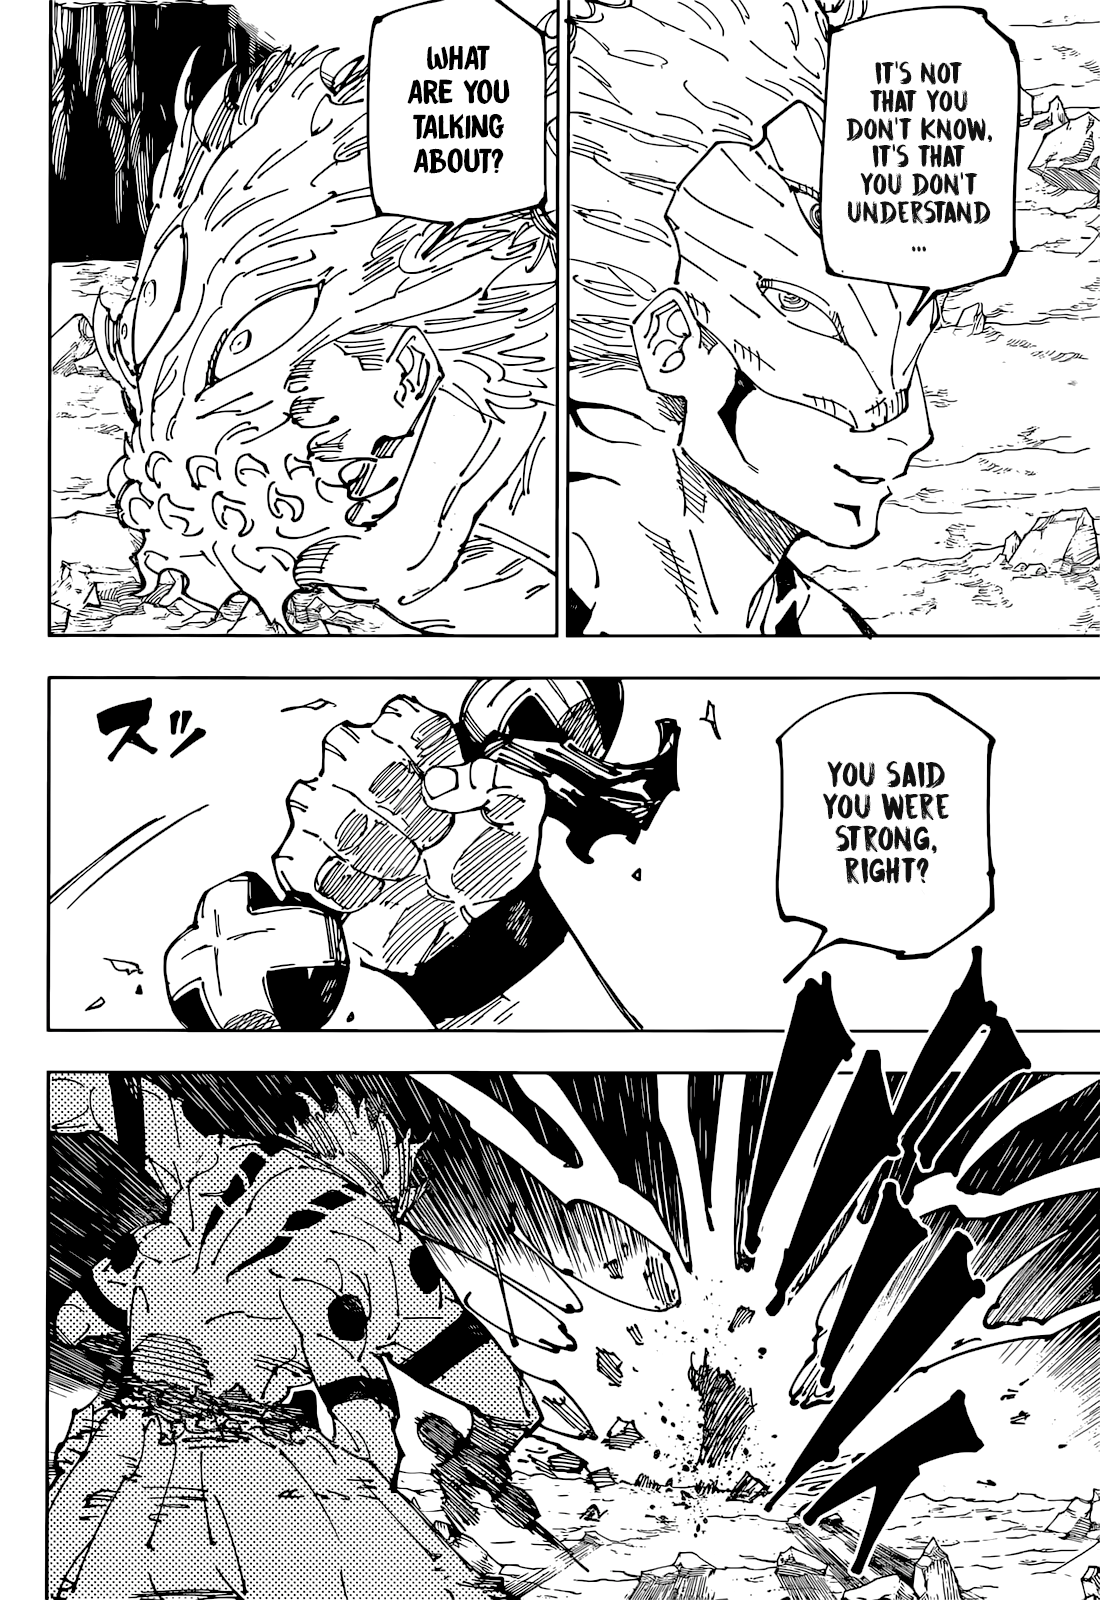 IT'S NOT
THAT YOU
DON'T KNOW,
IT'S THAT
YOU DON'T
UNDERSTAND
...
WHAT
ARE YOU
TALKING
ABOUT?
YOU SAID
YOU WERE
STRONG,
RIGHT?
ズッ